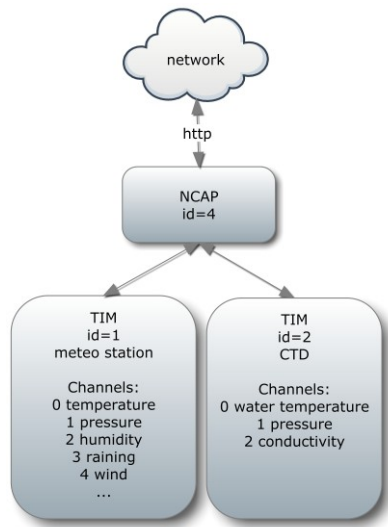 network
http
NCAP
id=4
TIM
id=1
meteo station
Channels:
0 temperature
1 pressure
2 humidity
3 raining
4 wind
...
TIM
id=2
CTD
Channels:
0 water temperature
1 pressure
2 conductivity